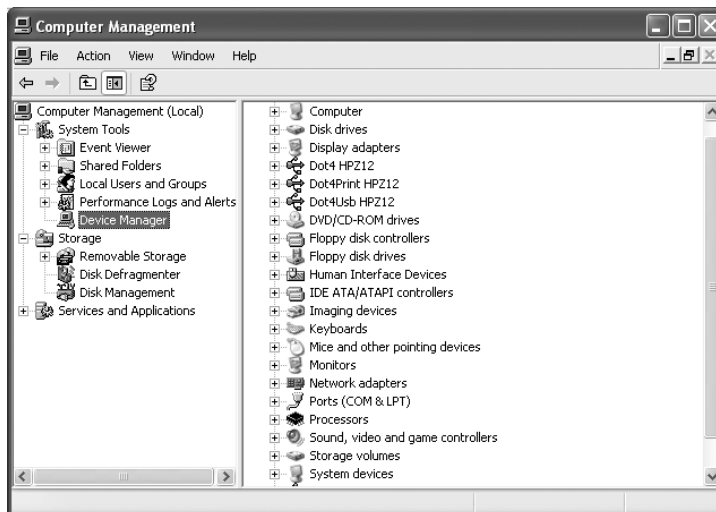 Computer Management
File Action View Window Help
Computer Management (Local)
System Tools
Event Viewer
Shared Folders
Local Users and Groups
Performance Logs and Alerts
Device Manager
Storage
Removable Storage
Disk Defragmenter
Disk Management
Services and Applications
Computer
Disk drives
Display adapters
Dot4 HPZ12
Dot4Print HPZ12
Dot4Usb HPZ12
DVD/CD-ROM drives
Floppy disk controllers
Floppy disk drives
Human Interface Devices
IDE ATA/ATAPI controllers
Imaging devices
Keyboards
Mice and other pointing devices
Monitors
Network adapters
Ports (COM & LPT)
Processors
Sound, video and game controllers
Storage volumes
System devices